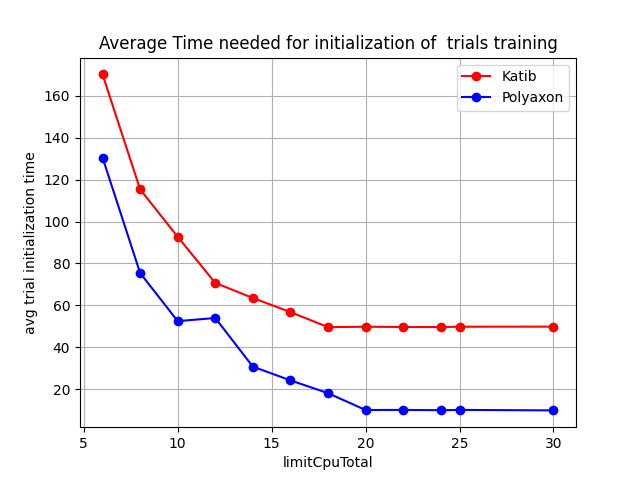 Average Time needed for initialization of  trials training
Katib
Polyaxon
avg trial initialization time
160
140
120
100
80
60
40
20
5
10
15
20
25
30
limitCpuTotal